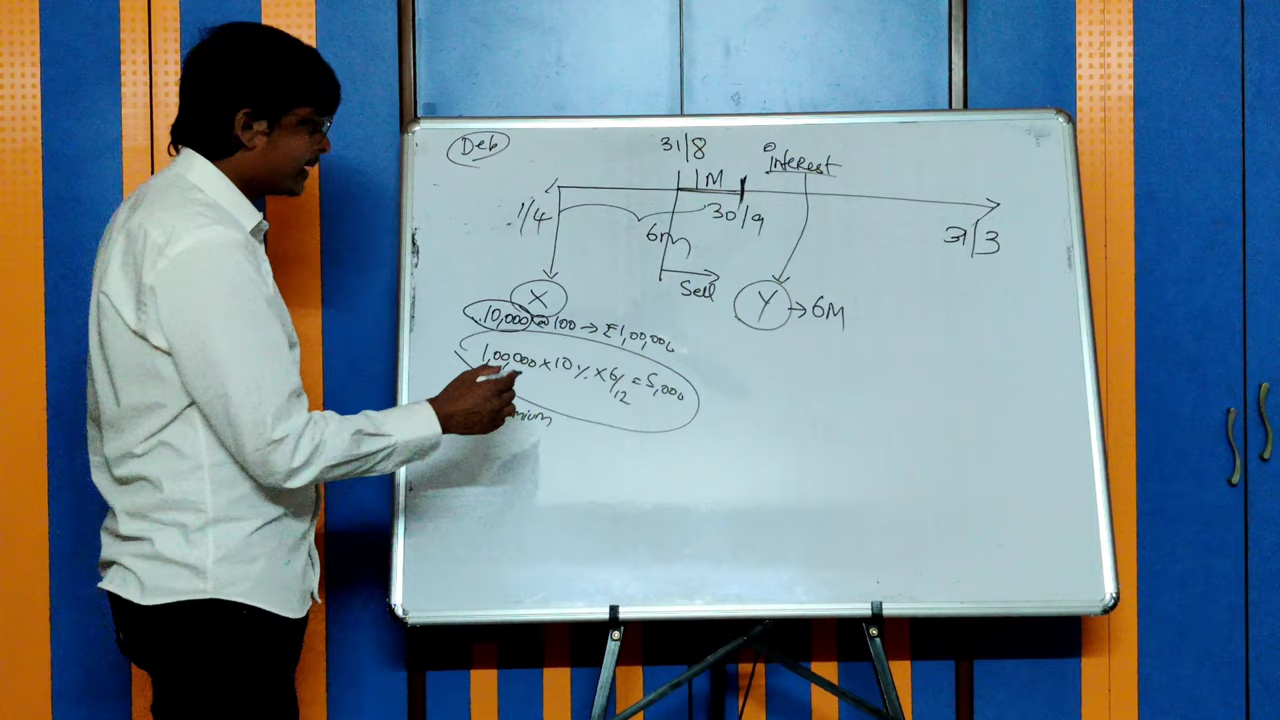 Deb
31/8
interest
1M
1/4
30/9
31/3
6m
Sell
X
Y → 6M
10,000 @ 100 → ₹1,00,000
1,00,000 x 10% x 6/12 = 5,000